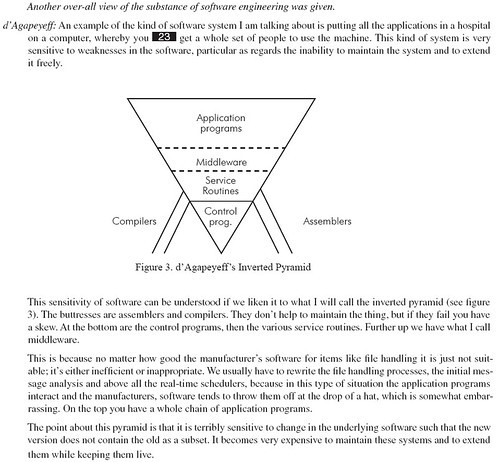 Another over-all view of the substance of software engineering was given.
d'Agapeyeff: An example of the kind of software system I am talking about is putting all the applications in a hospital
on a computer, whereby you 23 get a whole set of people to use the machine. This kind of system is very
sensitive to weaknesses in the software, particular as regards the inability to maintain the system and to extend
it freely.
Application
programs
Middleware
Service
Routines
Control
prog.
Compilers
Assemblers
Figure 3. d'Agapeyeff's Inverted Pyramid
This sensitivity of software can be understood if we liken it to what I will call the inverted pyramid (see figure
3). The buttresses are assemblers and compilers. They don't help to maintain the thing, but if they fail you have
a skew. At the bottom are the control programs, then the various service routines. Further up we have what I call
middleware.
This is because no matter how good the manufacturer's software for items like file handling it is just not suit-
able; it's either inefficient or inappropriate. We usually have to rewrite the file handling processes, the initial mes-
sage analysis and above all the real-time schedulers, because in this type of situation the application programs
interact and the manufacturers, software tends to throw them off at the drop of a hat, which is somewhat embar-
rassing. On the top you have a whole chain of application programs.
The point about this pyramid is that it is terribly sensitive to change in the underlying software such that the new
version does not contain the old as a subset. It becomes very expensive to maintain these systems and to extend
them while keeping them live.